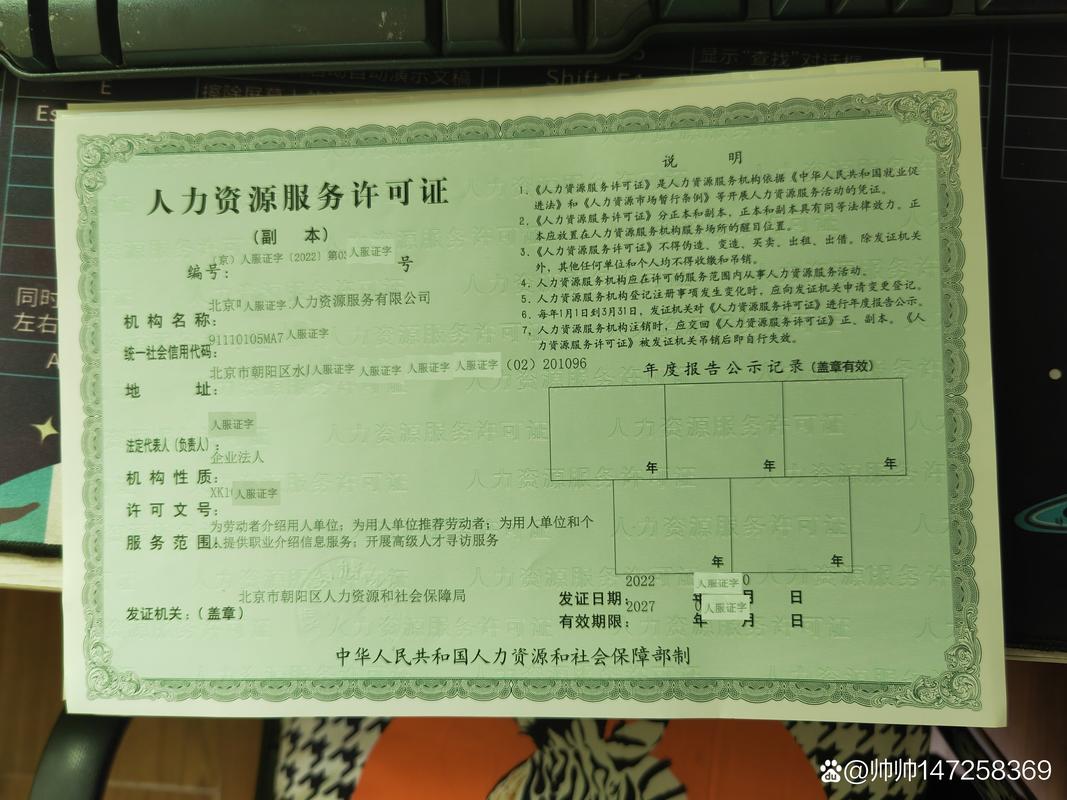 显示"查找"对话框
Shift+F
E
Es
同时
左右
A
人力资源服务许可证
（副 本）
（京）人服证字〔2022〕第0 人服证字
编号： 号
北京 人服证字 人力资源服务有限公司
机构名称：
91110105MA7 人服证字
统一社会信用代码：
北京市朝阳区水 人服证字 人服证字 人服证字 人服证字 (02) 201096
地 址：
人服证字
法定代表人（负责人）：
企业法人
机构性质：
XK1 人服证字
许可文号：
为劳动者介绍用人单位；为用人单位推荐劳动者；为用人单位和个
服务范围：
人提供职业介绍信息服务；开展高级人才寻访服务
北京市朝阳区人力资源和社会保障局
发证机关：（盖章）
说 明
1、《人力资源服务许可证》是人力资源服务机构依据《中华人民共和国就业促
进法》和《人力资源市场暂行条例》等开展人力资源服务活动的凭证。
2、《人力资源服务许可证》分正本和副本，正本和副本具有同等法律效力。正
本应放置在人力资源服务机构服务场所的醒目位置。
3、《人力资源服务许可证》不得伪造、变造、买卖、出租、出借。除发证机关
外，其他任何单位和个人均不得收缴和吊销。
4、人力资源服务机构应在许可的服务范围内从事人力资源服务活动。
5、人力资源服务机构登记注册事项发生变化时，应向发证机关申请变更登记。
6、每年1月1日到3月31日，发证机关对《人力资源服务许可证》进行年度报告公示。
7、人力资源服务机构注销时，应交回《人力资源服务许可证》正、副本。《人
力资源服务许可证》被发证机关吊销后即自行失效。
年度报告公示记录（盖章有效）
年 年 年
年 年
2022 人服证字 0
发证日期： 年 月 日
2027 0 人服证字
有效期限： 年 月 日
中华人民共和国人力资源和社会保障部制
@帅帅147258369